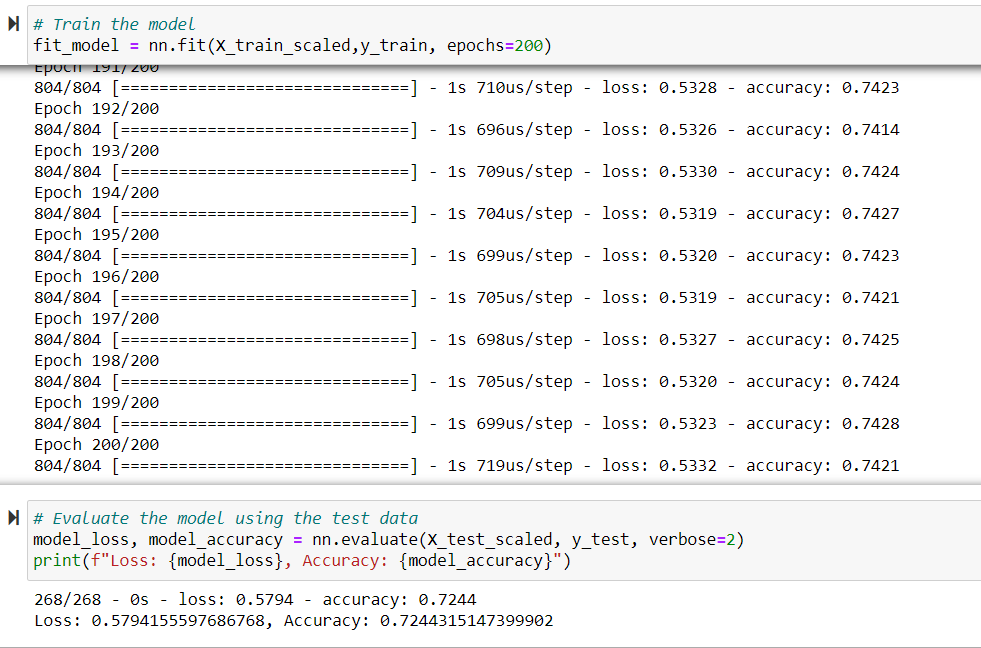 # Train the model
fit_model = nn.fit(X_train_scaled,y_train, epochs=200)
Epoch 191/200
804/804 [==============================] - 1s 710us/step - loss: 0.5328 - accuracy: 0.7423
Epoch 192/200
804/804 [==============================] - 1s 696us/step - loss: 0.5326 - accuracy: 0.7414
Epoch 193/200
804/804 [==============================] - 1s 709us/step - loss: 0.5330 - accuracy: 0.7424
Epoch 194/200
804/804 [==============================] - 1s 704us/step - loss: 0.5319 - accuracy: 0.7427
Epoch 195/200
804/804 [==============================] - 1s 699us/step - loss: 0.5320 - accuracy: 0.7423
Epoch 196/200
804/804 [==============================] - 1s 705us/step - loss: 0.5319 - accuracy: 0.7421
Epoch 197/200
804/804 [==============================] - 1s 698us/step - loss: 0.5327 - accuracy: 0.7425
Epoch 198/200
804/804 [==============================] - 1s 705us/step - loss: 0.5320 - accuracy: 0.7424
Epoch 199/200
804/804 [==============================] - 1s 699us/step - loss: 0.5323 - accuracy: 0.7428
Epoch 200/200
804/804 [==============================] - 1s 719us/step - loss: 0.5332 - accuracy: 0.7421
# Evaluate the model using the test data
model_loss, model_accuracy = nn.evaluate(X_test_scaled, y_test, verbose=2)
print(f"Loss: {model_loss}, Accuracy: {model_accuracy}")
268/268 - 0s - loss: 0.5794 - accuracy: 0.7244
Loss: 0.5794155597686768, Accuracy: 0.7244315147399902